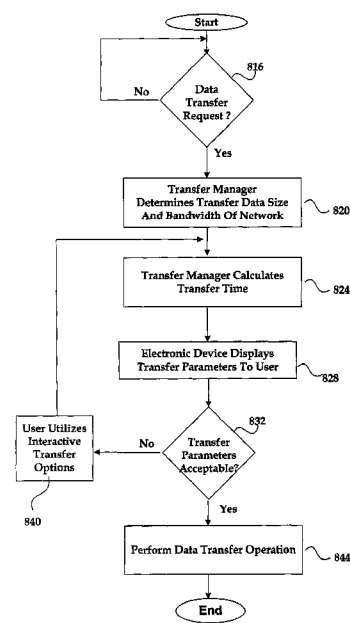 Start
816
Data
Transfer
Request ?
No
Yes
Transfer Manager
Determines Transfer Data Size
And Bandwidth Of Network
820
Transfer Manager Calculates
Transfer Time
824
Electronic Device Displays
Transfer Parameters To User
828
832
User Utilizes
Interactive
Transfer
Options
840
No
Transfer
Parameters
Acceptable?
Yes
Perform Data Transfer Operation
844
End